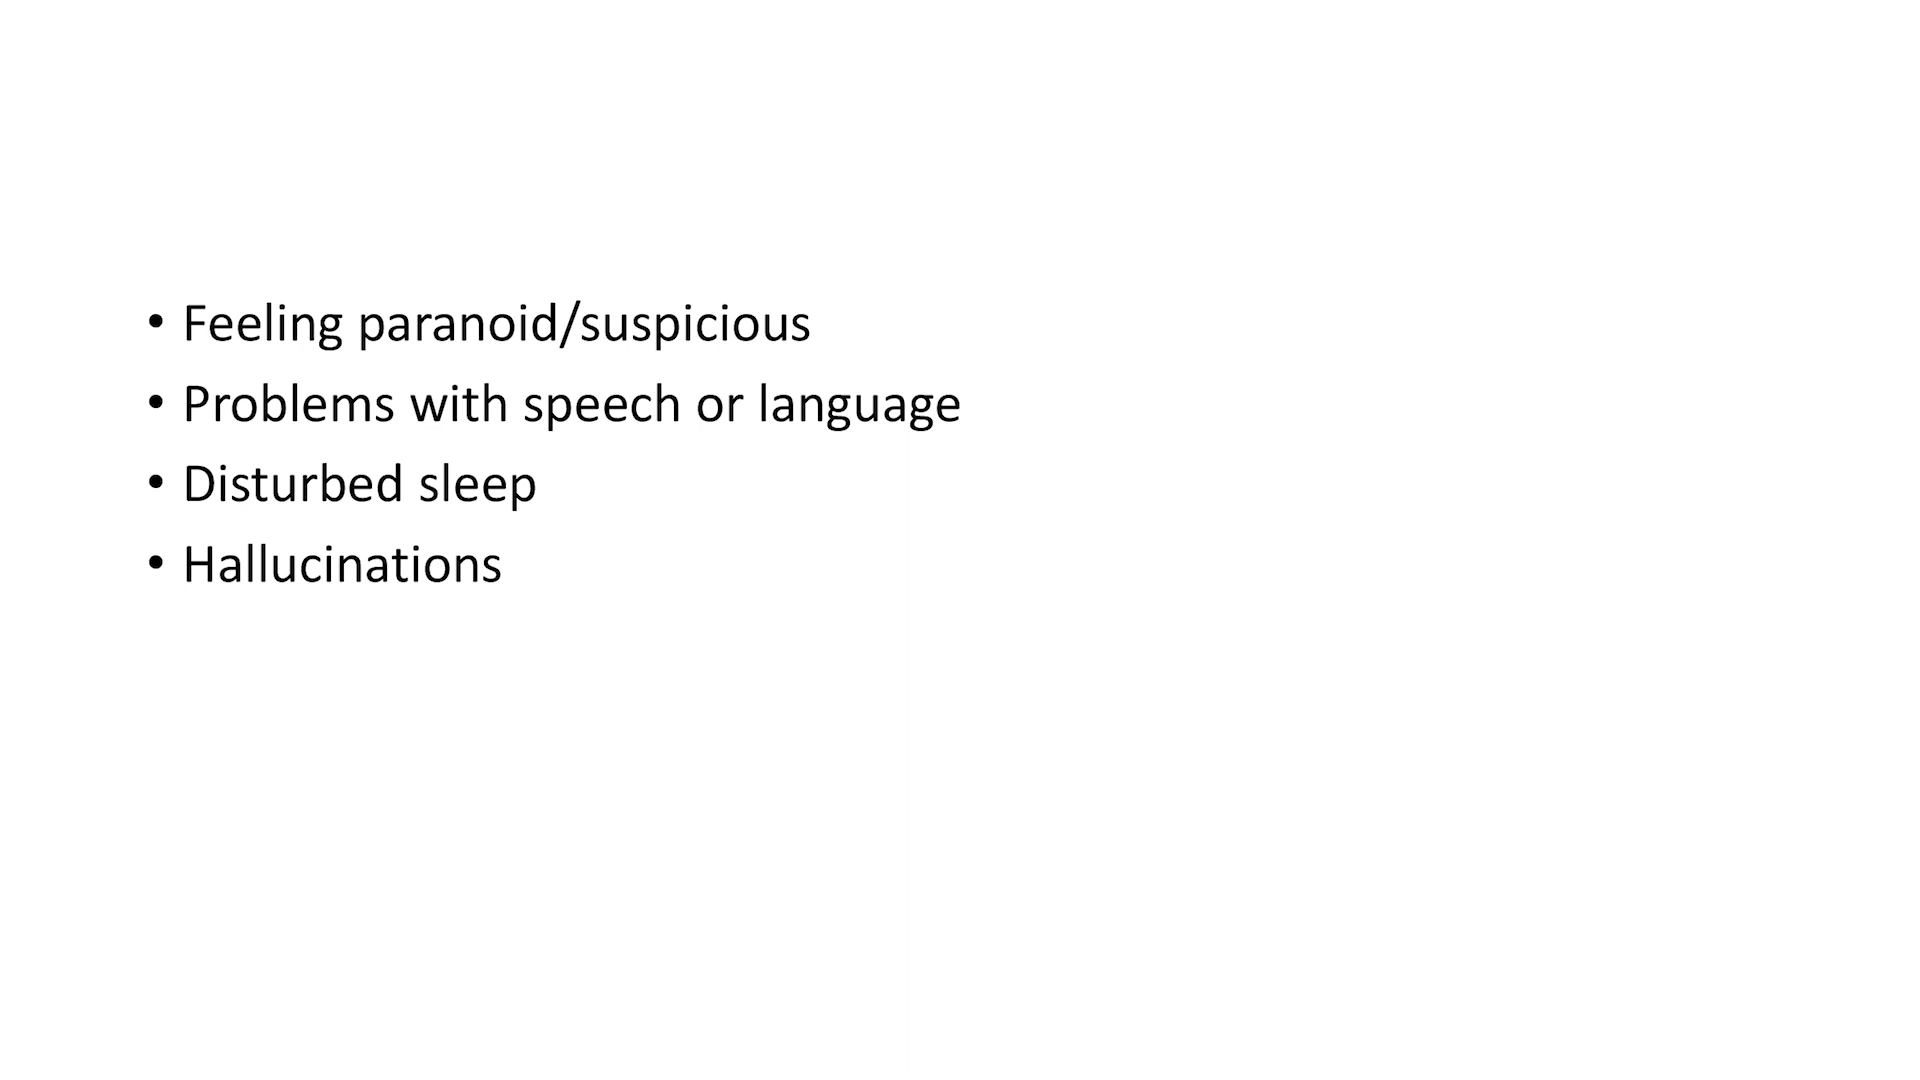 • Feeling paranoid/suspicious
• Problems with speech or language
• Disturbed sleep
• Hallucinations